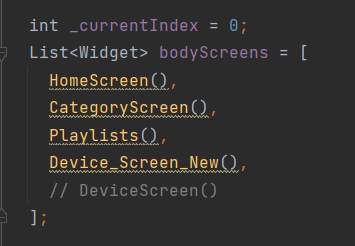 int _currentIndex = 0;
List<Widget> bodyScreens = [
HomeScreen(),
CategoryScreen(),
Playlists(),
Device_Screen_New(),
// DeviceScreen()
];